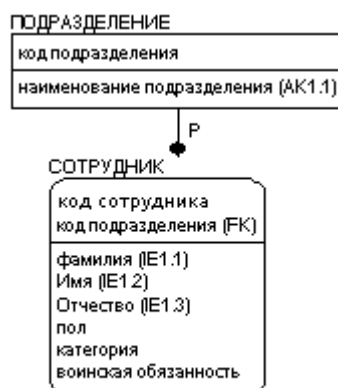 ПОДРАЗДЕЛЕНИЕ
код подразделения
наименование подразделения (AK1.1)
P
СОТРУДНИК
код сотрудника
код подразделения (FK)
фамилия (IE1.1)
Имя (IE1.2)
Отчество (IE1.3)
пол
категория
воинская обязанность